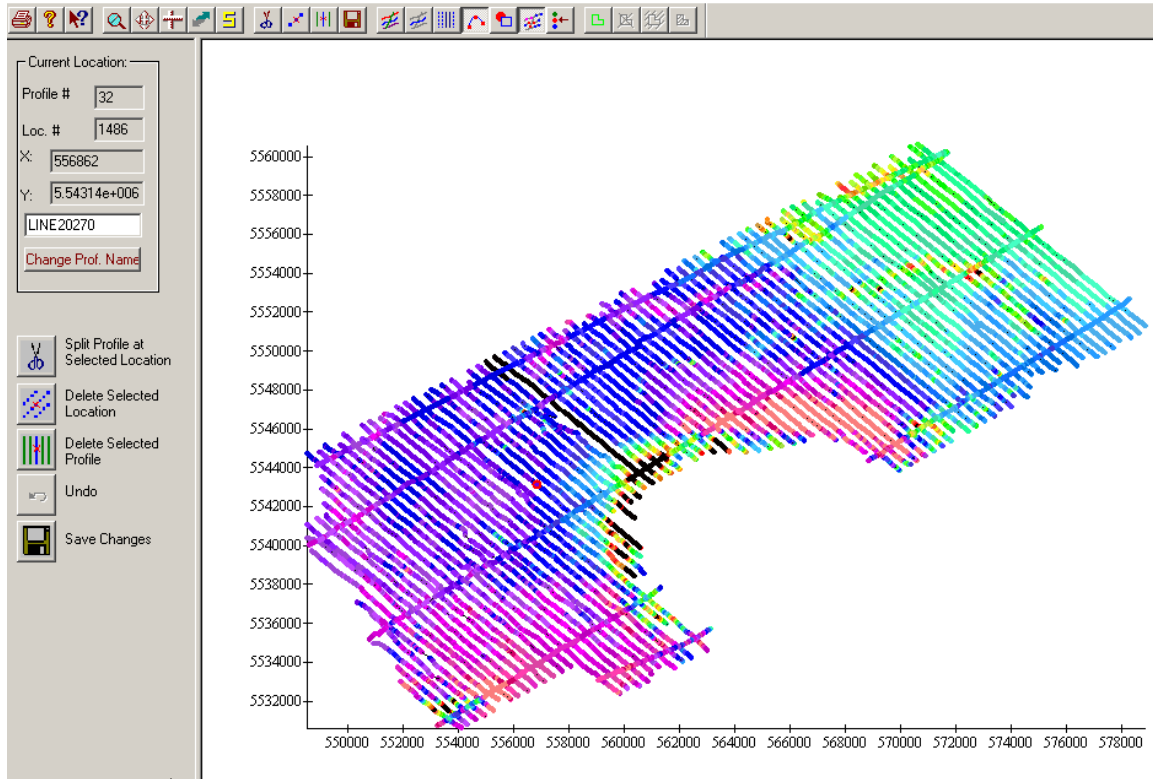 Current Location:
Profile # 32
Loc. # 1486
X: 556862
Y: 5.54314e+006
LINE20270
Change Prof. Name
Split Profile at
Selected Location
Delete Selected
Location
Delete Selected
Profile
Undo
Save Changes
5560000
5558000
5556000
5554000
5552000
5550000
5548000
5546000
5544000
5542000
5540000
5538000
5536000
5534000
5532000
550000 552000 554000 556000 558000 560000 562000 564000 566000 568000 570000 572000 574000 576000 578000